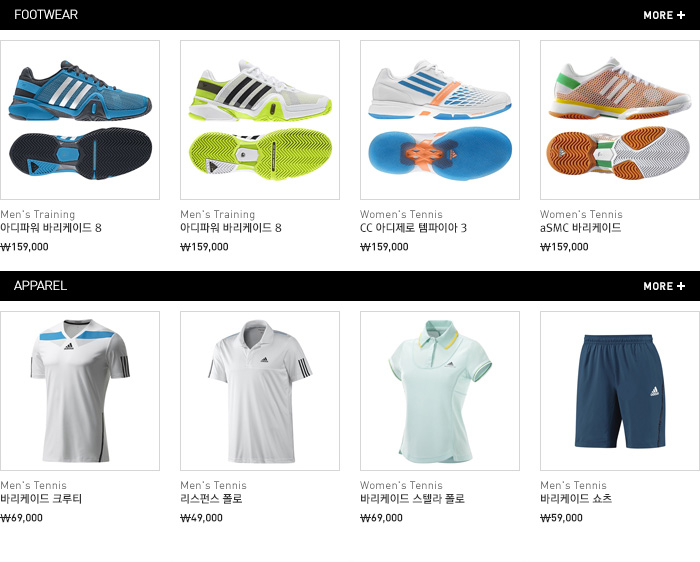 FOOTWEAR
MORE +
Men's Training
아디파워 바리케이드 8
₩159,000
Men's Training
아디파워 바리케이드 8
₩159,000
Women's Tennis
CC 아디제로 템파이아 3
₩159,000
Women's Tennis
aSMC 바리케이드
₩159,000
APPAREL
MORE +
Men's Tennis
바리케이드 크루티
₩69,000
Men's Tennis
리스펀스 폴로
₩49,000
Women's Tennis
바리케이드 스텔라 폴로
₩69,000
Men's Tennis
바리케이드 쇼츠
₩59,000